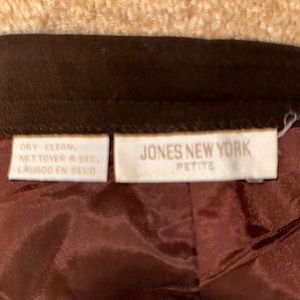 DRY CLEAN.
NETTOYER A SEC.
LAVADO EN SECO
JONES NEW YORK
PETITE